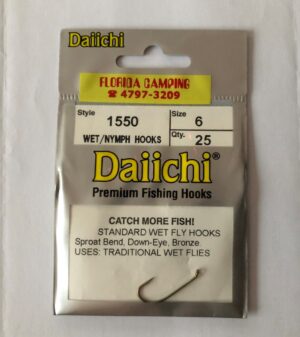 Daiichi
FLORIDA CAMPING
☎ 4797-3209
Style
1550
WET/NYMPH HOOKS
Size
6
Qty.
25
Daiichi®
Premium Fishing Hooks
CATCH MORE FISH!
STANDARD WET FLY HOOKS
Sproat Bend, Down-Eye, Bronze.
USES: TRADITIONAL WET FLIES